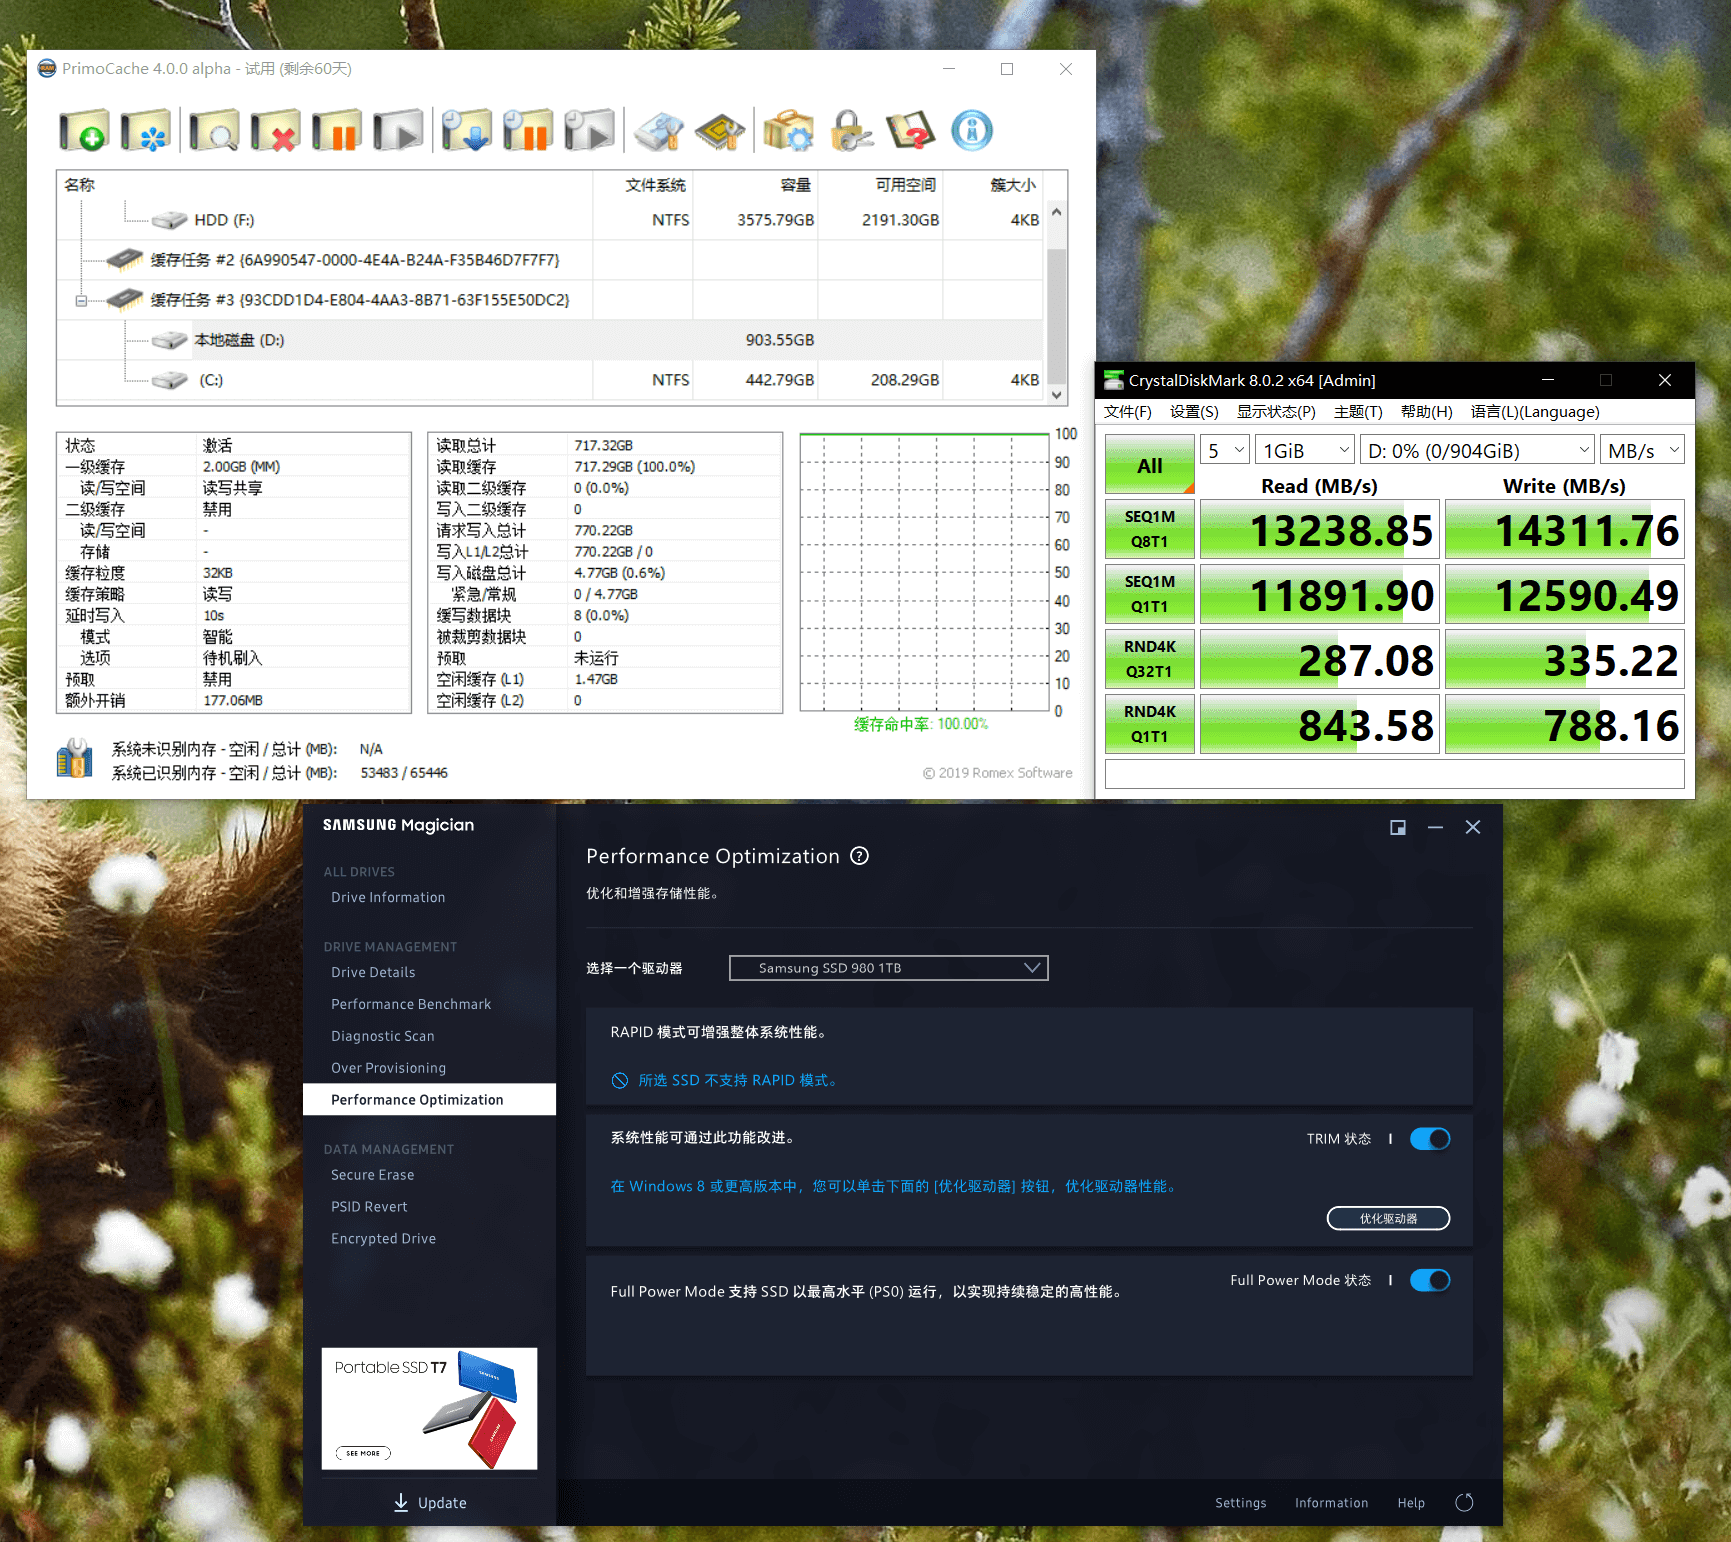 PrimoCache 4.0.0 alpha - 试用 (剩余60天)
名称 文件系统 容量 可用空间 簇大小
HDD (F:) NTFS 3575.79GB 2191.30GB 4KB
缓存任务 #2 {6A990547-0000-4E4A-B24A-F35B46D7F7F7}
缓存任务 #3 {93CDD1D4-E804-4AA3-8B71-63F155E50DC2}
本地磁盘 (D:) 903.55GB
(C:) NTFS 442.79GB 208.29GB 4KB
状态 激活
一级缓存 2.00GB (MM)
读/写空间 读写共享
二级缓存 禁用
读/写空间 -
存储 -
缓存粒度 32KB
缓存策略 读写
延时写入 10s
模式 智能
选项 待机刷入
预取 禁用
额外开销 177.06MB
读取总计 717.32GB
读取缓存 717.29GB (100.0%)
读取二级缓存 0 (0.0%)
写入二级缓存 0
请求写入总计 770.22GB
写入L1/L2总计 770.22GB / 0
写入磁盘总计 4.77GB (0.6%)
紧急/常规 0 / 4.77GB
缓写数据块 8 (0.0%)
被裁剪数据块 0
预取 未运行
空闲缓存 (L1) 1.47GB
空闲缓存 (L2) 0
100
90
80
70
60
50
40
30
20
10
0
缓存命中率: 100.00%
系统未识别内存 - 空闲 / 总计 (MB): N/A
系统已识别内存 - 空闲 / 总计 (MB): 53483 / 65446
© 2019 Romex Software
CrystalDiskMark 8.0.2 x64 [Admin]
文件(F) 设置(S) 显示状态(P) 主题(T) 帮助(H) 语言(L)(Language)
All 5 1GiB D: 0% (0/904GiB) MB/s
Read (MB/s) Write (MB/s)
SEQ1M Q8T1 13238.85 14311.76
SEQ1M Q1T1 11891.90 12590.49
RND4K Q32T1 287.08 335.22
RND4K Q1T1 843.58 788.16
SAMSUNG Magician
ALL DRIVES
Drive Information
DRIVE MANAGEMENT
Drive Details
Performance Benchmark
Diagnostic Scan
Over Provisioning
Performance Optimization
DATA MANAGEMENT
Secure Erase
PSID Revert
Encrypted Drive
Portable SSD T7
SAMSUNG
SAMSUNG
SAMSUNG
SEE MORE
Update
Performance Optimization ?
优化和增强存储性能。
选择一个驱动器 Samsung SSD 980 1TB
RAPID 模式可增强整体系统性能。
所选 SSD 不支持 RAPID 模式。
系统性能可通过此功能改进。 TRIM 状态 I
在 Windows 8 或更高版本中，您可以单击下面的 [优化驱动器] 按钮，优化驱动器性能。
优化驱动器
Full Power Mode 支持 SSD 以最高水平 (PS0) 运行，以实现持续稳定的高性能。 Full Power Mode 状态 I
Settings Information Help